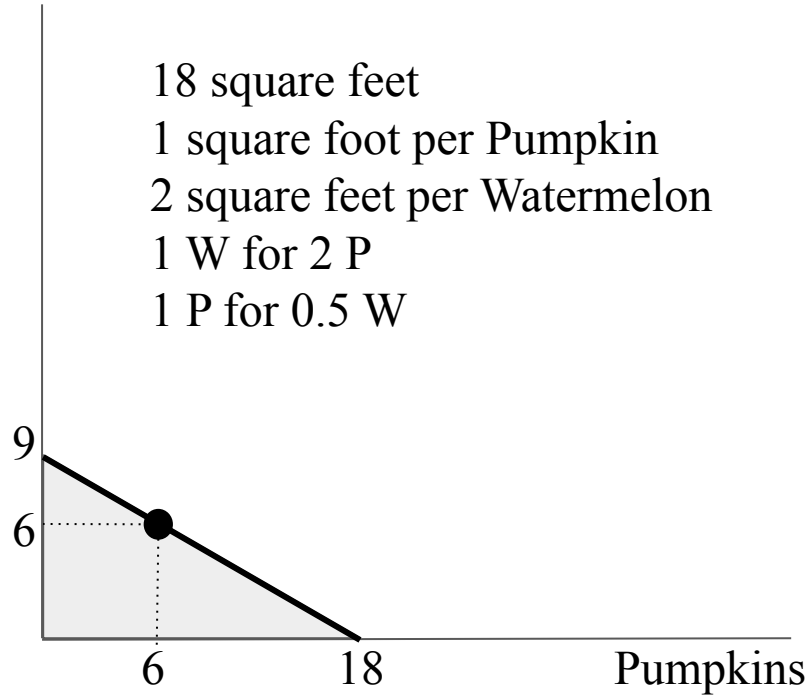 18 square feet
1 square foot per Pumpkin
2 square feet per Watermelon
1 W for 2 P
1 P for 0.5 W
9
6
6 18 Pumpkins